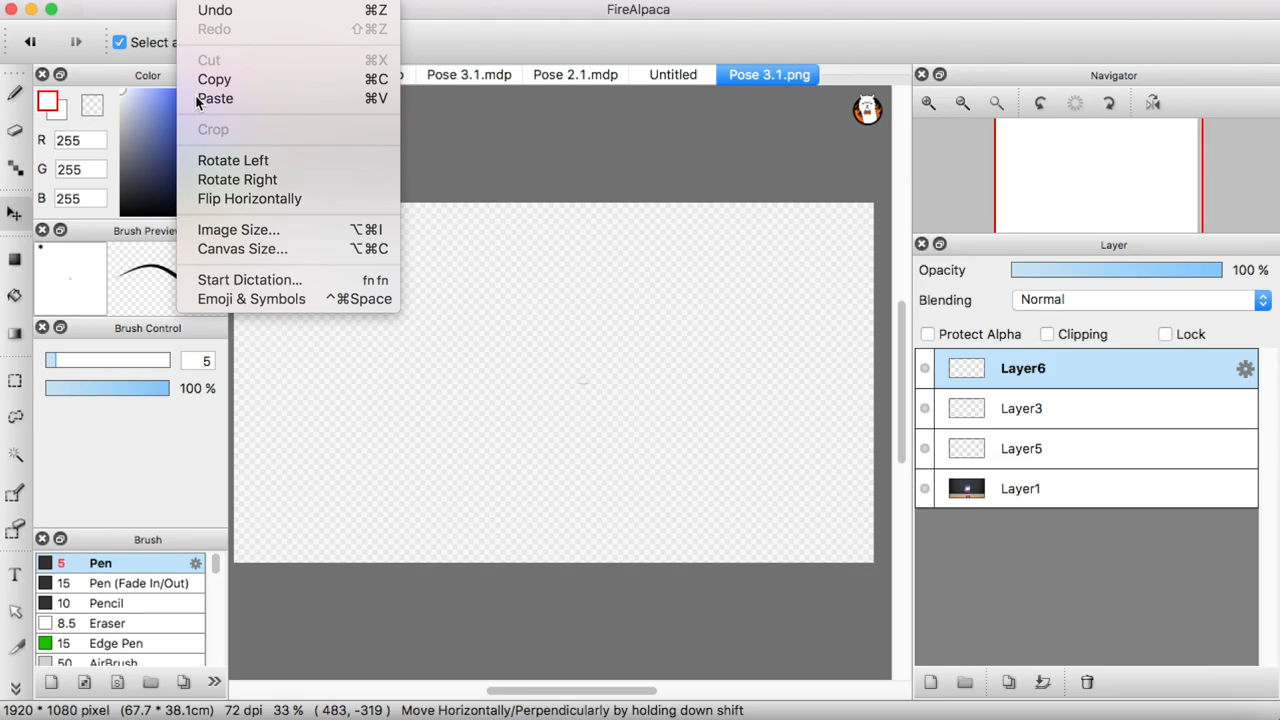 FireAlpaca
Undo ⌘Z
Redo ⇧⌘Z
Cut ⌘X
Copy ⌘C
Paste ⌘V
Crop
Rotate Left
Rotate Right
Flip Horizontally
Image Size... ⌥⌘I
Canvas Size... ⌥⌘C
Start Dictation... fn fn
Emoji & Symbols ^⌘Space
Select a
Pose 3.1.mdp
Pose 2.1.mdp
Untitled
Pose 3.1.png
Color
R 255
G 255
B 255
Brush Preview
*
Brush Control
5
100 %
Brush
5 Pen
15 Pen (Fade In/Out)
10 Pencil
8.5 Eraser
15 Edge Pen
50 AirBrush
T
Navigator
Layer
Opacity 100 %
Blending Normal
Protect Alpha Clipping Lock
Layer6
Layer3
Layer5
Layer1
1920 * 1080 pixel (67.7 * 38.1cm) 72 dpi 33 % ( 483, -319 ) Move Horizontally/Perpendicularly by holding down shift